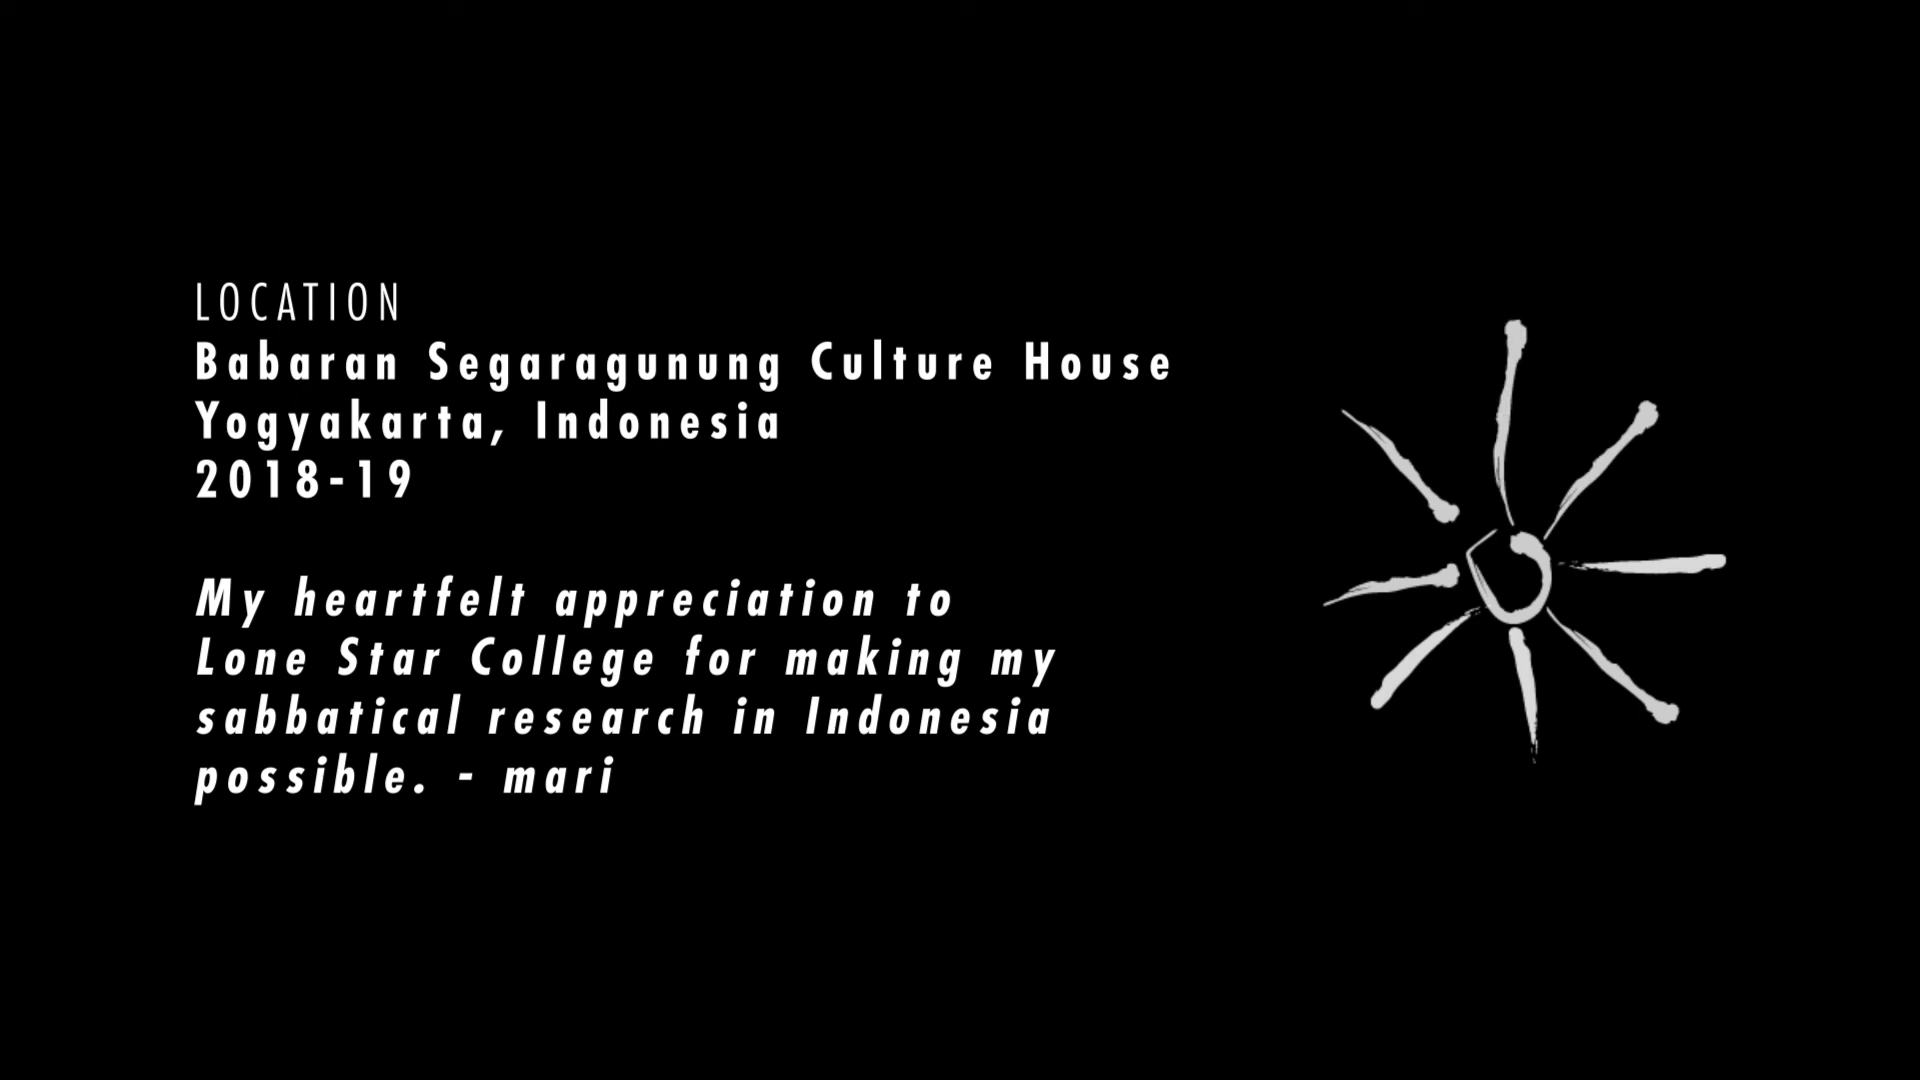 LOCATION
Babaran Segaragunung Culture House
Yogyakarta, Indonesia
2018-19
My heartfelt appreciation to
Lone Star College for making my
sabbatical research in Indonesia
possible. - mari